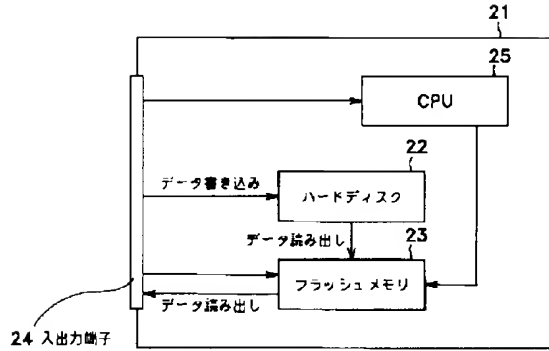 21
25
CPU
22
データ書き込み
ハードディスク
データ読み出し
23
フラッシュメモリ
データ読み出し
24 入出力端子